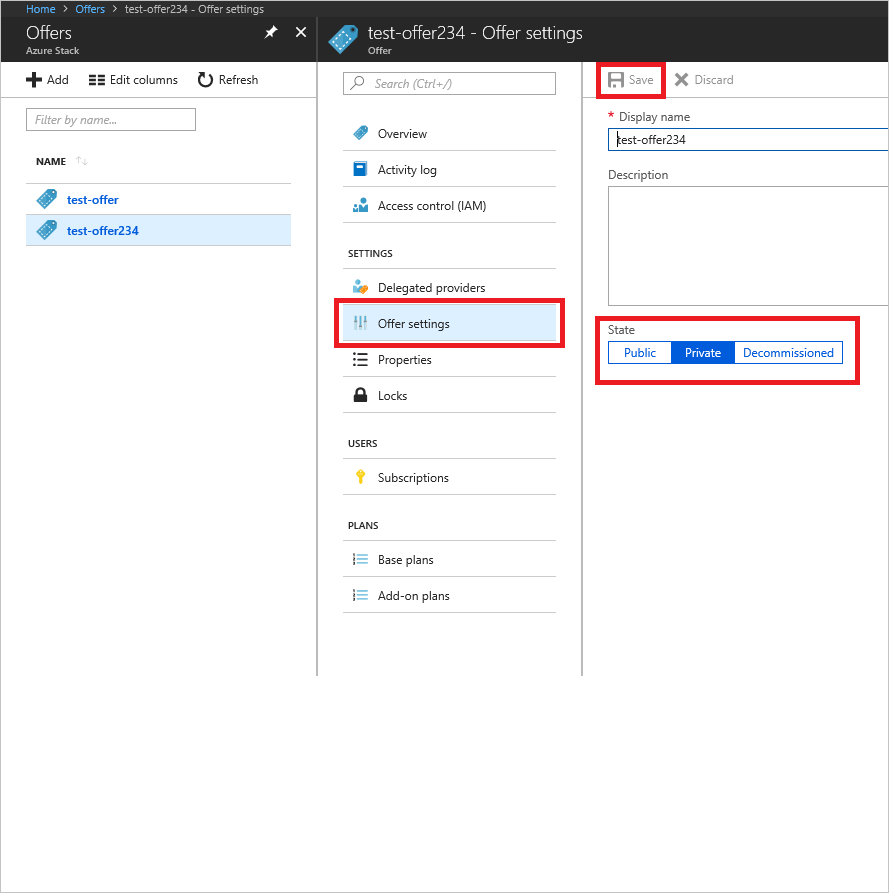 Home > Offers > test-offer234 - Offer settings
Offers
Azure Stack
Add
Edit columns
Refresh
Filter by name...
NAME
test-offer
test-offer234
test-offer234 - Offer settings
Offer
Search (Ctrl+/)
Overview
Activity log
Access control (IAM)
SETTINGS
Delegated providers
Offer settings
Properties
Locks
USERS
Subscriptions
PLANS
Base plans
Add-on plans
Save
Discard
* Display name
test-offer234
Description
State
Public Private Decommissioned